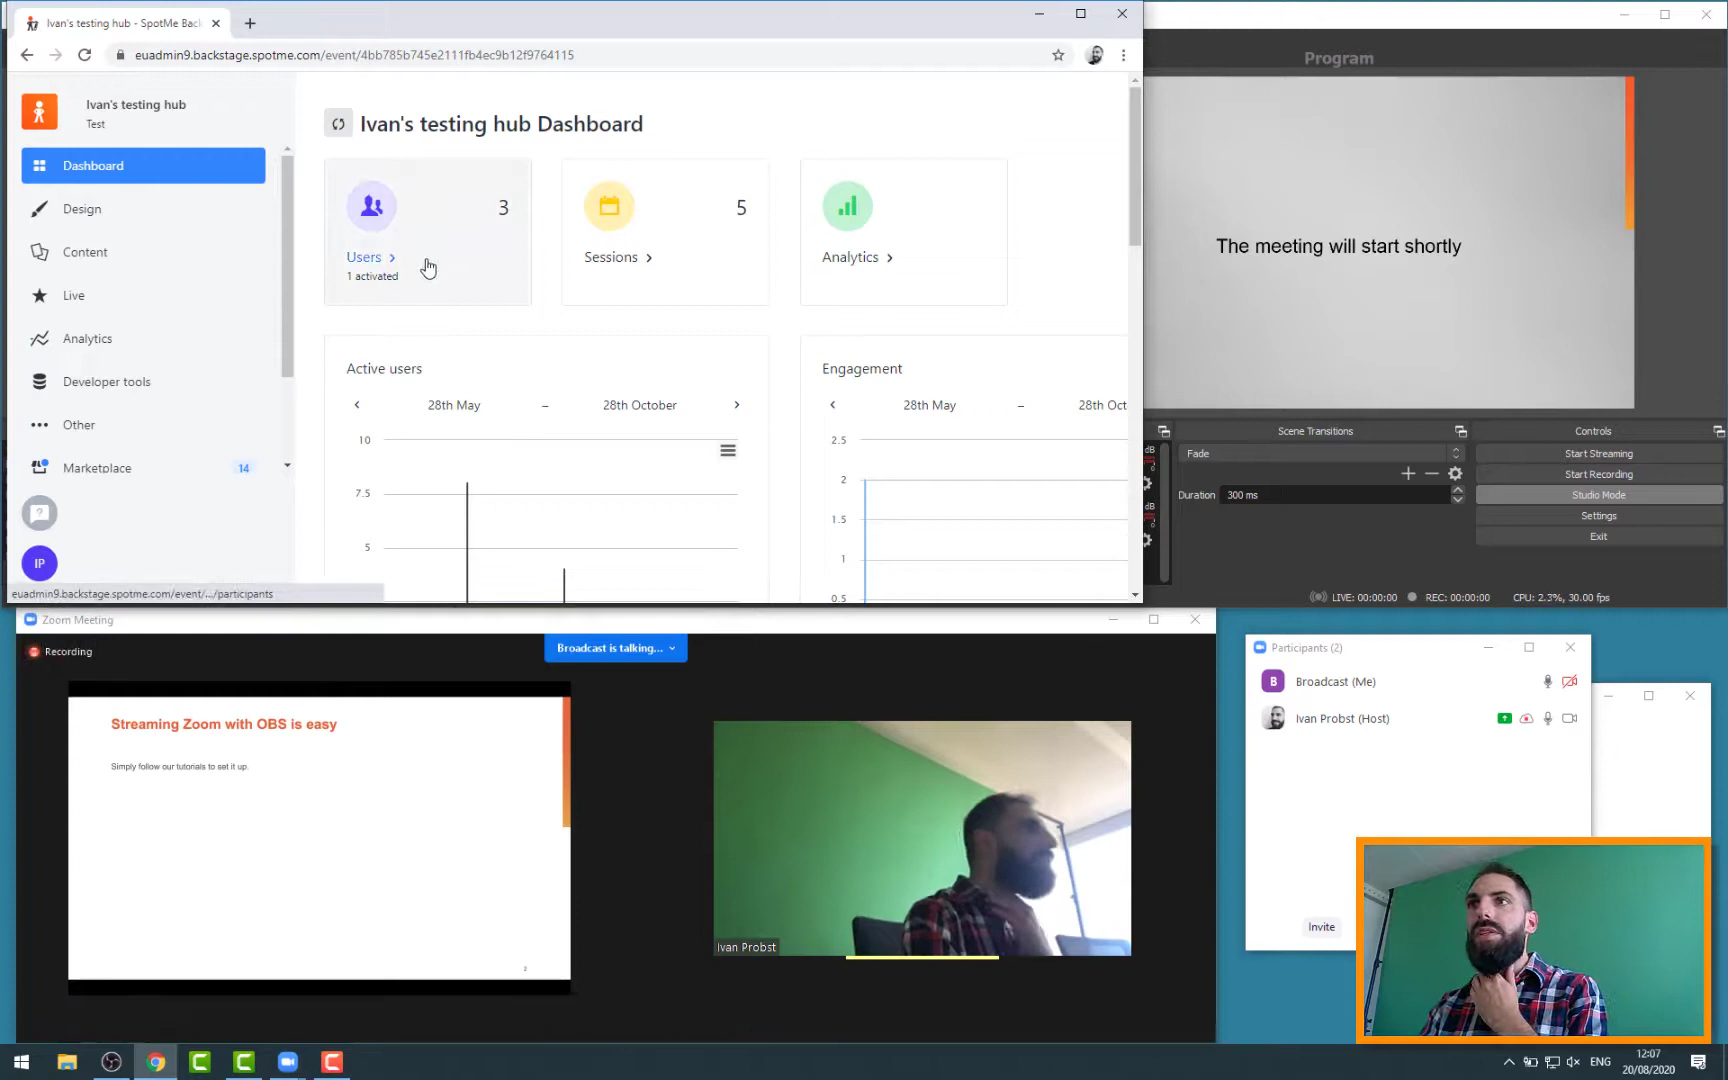 Ivan's testing hub - SpotMe Back
euadmin9.backstage.spotme.com/event/4bb785b745e2111fb4ec9b12f9764115
Ivan's testing hub
Test
Dashboard
Design
Content
Live
Analytics
Developer tools
Other
Marketplace 14
IP
euadmin9.backstage.spotme.com/event/.../participants
Ivan's testing hub Dashboard
3
Users >
1 activated
5
Sessions >
Analytics >
Active users
28th May – 28th October
10
7.5
5
Engagement
28th May – 28th Oct
2.5
2
1.5
1
0.5
Program
The meeting will start shortly
dB
0
dB
0
Scene Transitions
Fade
Duration 300 ms
Controls
Start Streaming
Start Recording
Studio Mode
Settings
Exit
LIVE: 00:00:00 REC: 00:00:00 CPU: 2.3%, 30.00 fps
Zoom Meeting
Recording
Broadcast is talking...
Streaming Zoom with OBS is easy
Simply follow our tutorials to set it up.
2
Ivan Probst
Participants (2)
B Broadcast (Me)
Ivan Probst (Host)
Invite
ENG
12:07
20/08/2020